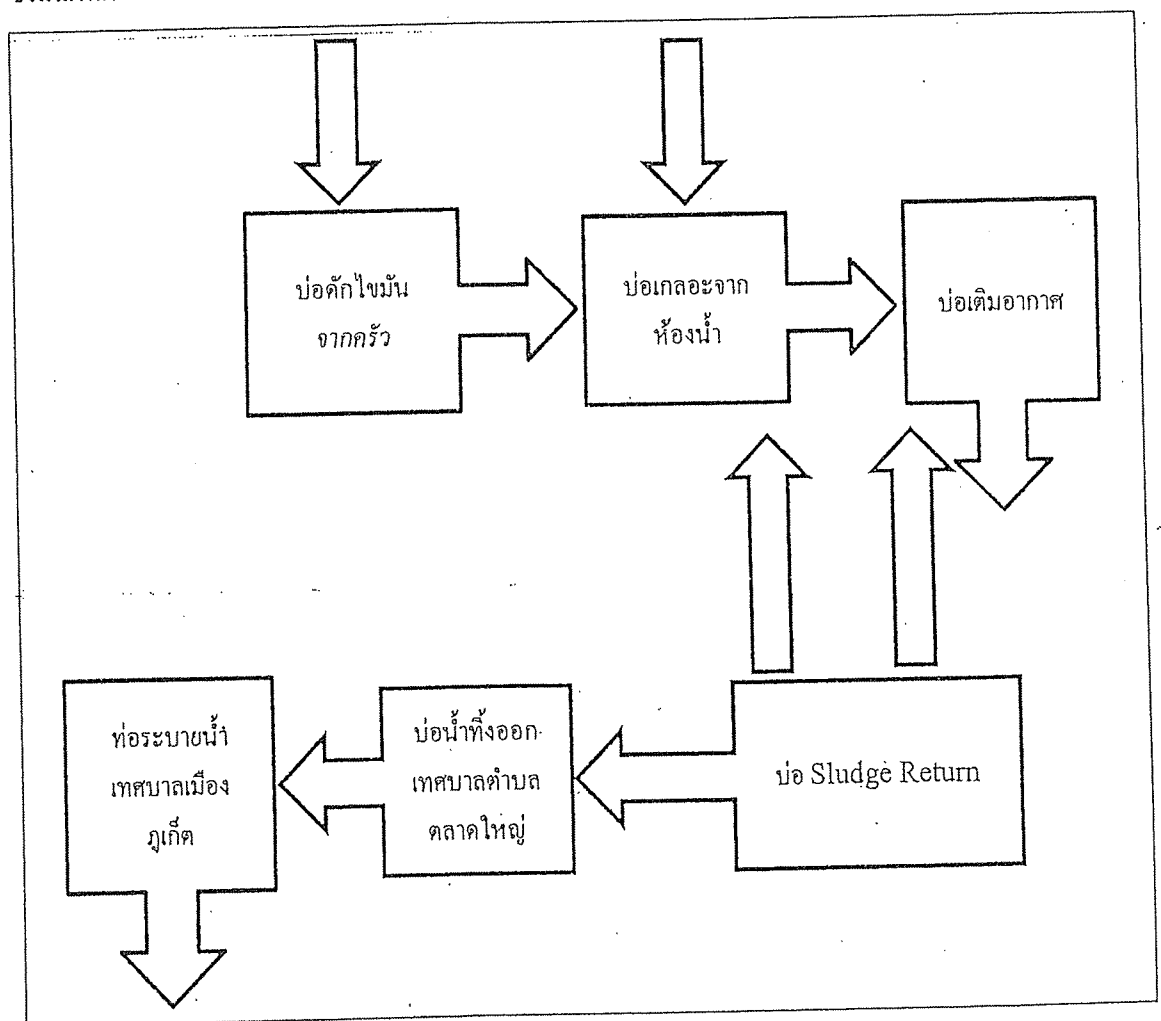 บ่อดักไขมัน
จากครัว
บ่อเกลอะจาก
ห้องน้ำ
บ่อเติมอากาศ
ท่อระบายน้ำ
เทศบาลเมือง
ภูเก็ต
บ่อน้ำทิ้งออก
เทศบาลตำบล
ตลาดใหญ่
บ่อ Sludge Return